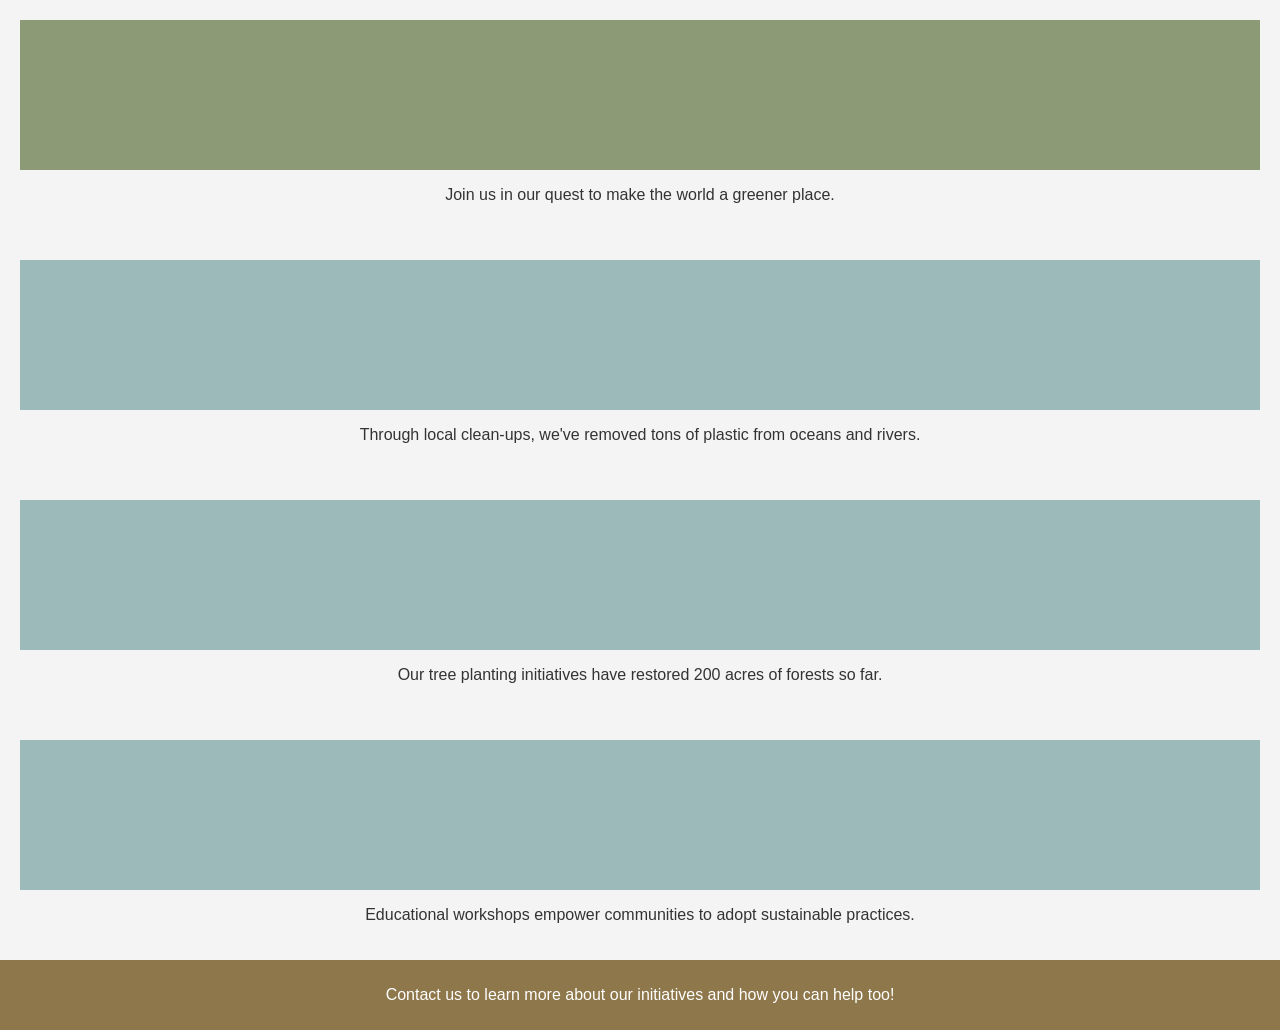 Join us in our quest to make the world a greener place.
Through local clean-ups, we've removed tons of plastic from oceans and rivers.
Our tree planting initiatives have restored 200 acres of forests so far.
Educational workshops empower communities to adopt sustainable practices.
Contact us to learn more about our initiatives and how you can help too!